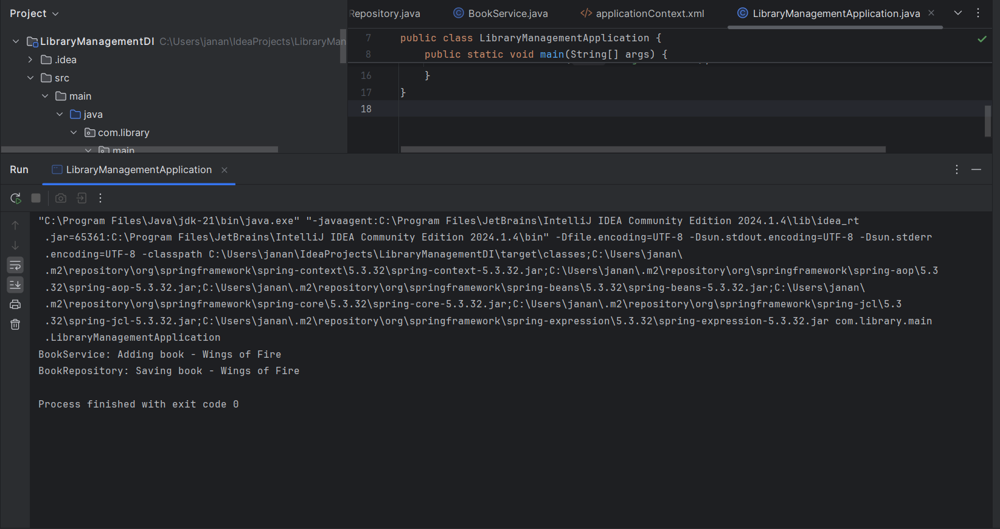 Project
Repository.java
BookService.java
</> applicationContext.xml
LibraryManagementApplication.java
LibraryManagementDI C:\Users\janan\IdeaProjects\LibraryMan
.idea
src
main
java
com.library
main
7 public class LibraryManagementApplication {
8 public static void main(String[] args) {
16 }
17 }
18
Run
LibraryManagementApplication
"C:\Program Files\Java\jdk-21\bin\java.exe" "-javaagent:C:\Program Files\JetBrains\IntelliJ IDEA Community Edition 2024.1.4\lib\idea_rt
.jar=65361:C:\Program Files\JetBrains\IntelliJ IDEA Community Edition 2024.1.4\bin" -Dfile.encoding=UTF-8 -Dsun.stdout.encoding=UTF-8 -Dsun.stderr
.encoding=UTF-8 -classpath C:\Users\janan\IdeaProjects\LibraryManagementDI\target\classes;C:\Users\janan\
.m2\repository\org\springframework\spring-context\5.3.32\spring-context-5.3.32.jar;C:\Users\janan\.m2\repository\org\springframework\spring-aop\5.3
.32\spring-aop-5.3.32.jar;C:\Users\janan\.m2\repository\org\springframework\spring-beans\5.3.32\spring-beans-5.3.32.jar;C:\Users\janan\
.m2\repository\org\springframework\spring-core\5.3.32\spring-core-5.3.32.jar;C:\Users\janan\.m2\repository\org\springframework\spring-jcl\5.3
.32\spring-jcl-5.3.32.jar;C:\Users\janan\.m2\repository\org\springframework\spring-expression\5.3.32\spring-expression-5.3.32.jar com.library.main
.LibraryManagementApplication
BookService: Adding book - Wings of Fire
BookRepository: Saving book - Wings of Fire
Process finished with exit code 0